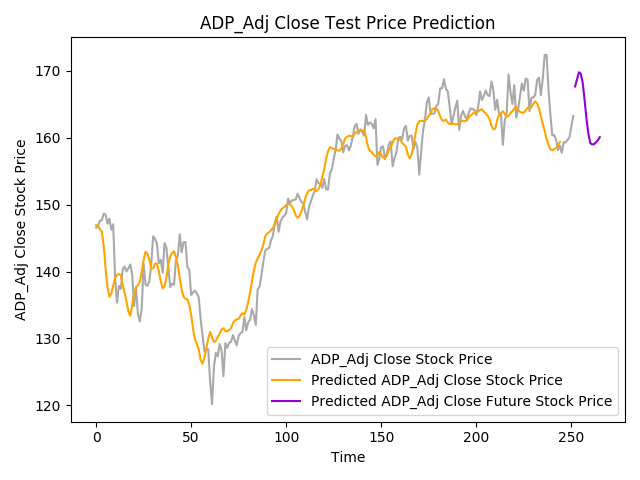 ADP_Adj Close Test Price Prediction
ADP_Adj Close Stock Price
170
160
150
140
130
120
ADP_Adj Close Stock Price
Predicted ADP_Adj Close Stock Price
Predicted ADP_Adj Close Future Stock Price
0
50
100
150
200
250
Time